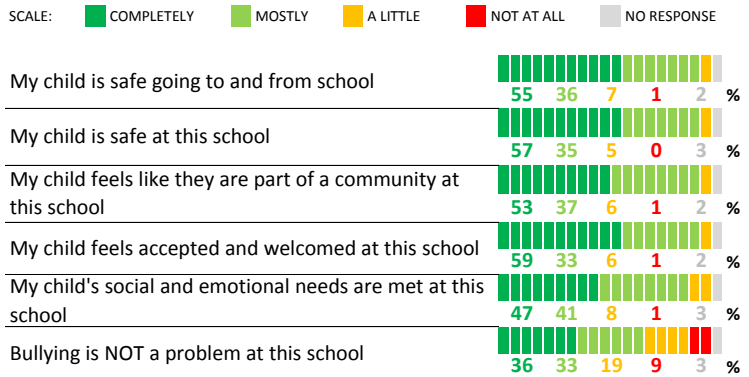 SCALE: COMPLETELY MOSTLY A LITTLE NOT AT ALL NO RESPONSE
My child is safe going to and from school
55 36 7 1 2 %
My child is safe at this school
57 35 5 0 3 %
My child feels like they are part of a community at
this school
53 37 6 1 2 %
My child feels accepted and welcomed at this school
59 33 6 1 2 %
My child's social and emotional needs are met at this
school
47 41 8 1 3 %
Bullying is NOT a problem at this school
36 33 19 9 3 %